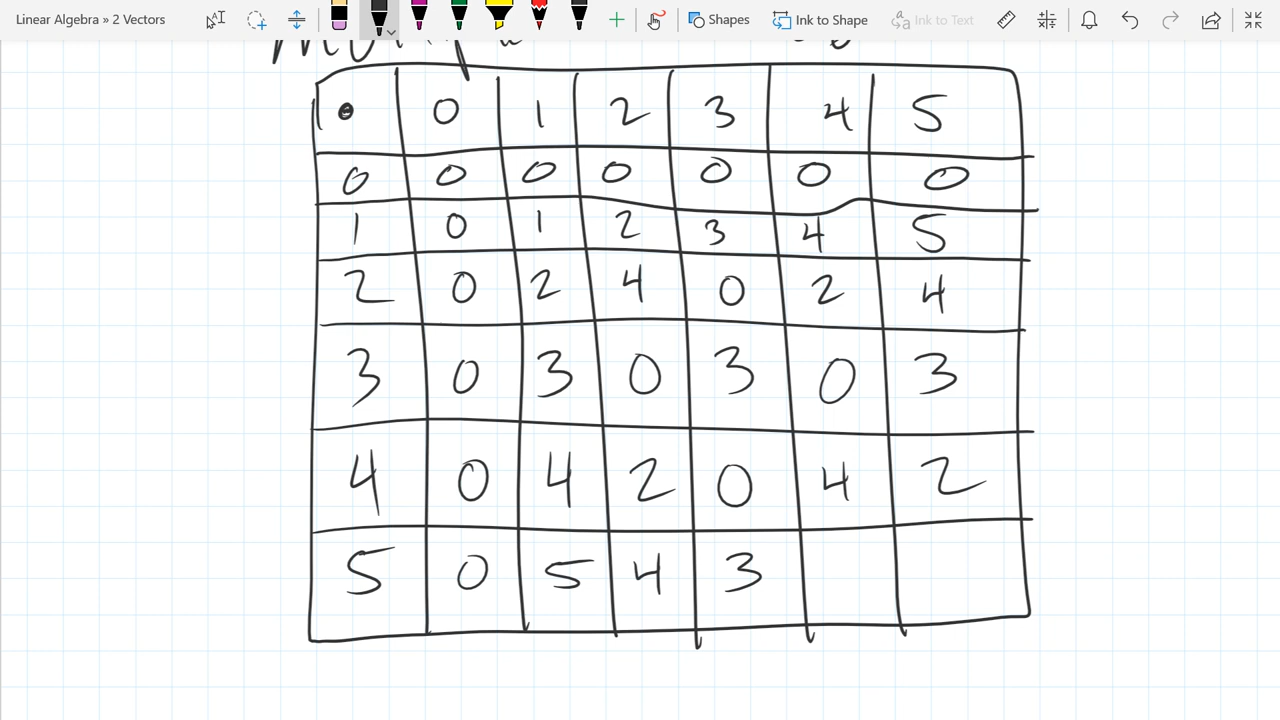 Linear Algebra » 2 Vectors
Shapes
Ink to Shape
Ink to Text
0 1 2 3 4 5
0 0 0 0 0 0 0
1 0 1 2 3 4 5
2 0 2 4 0 2 4
3 0 3 0 3 0 3
4 0 4 2 0 4 2
5 0 5 4 3